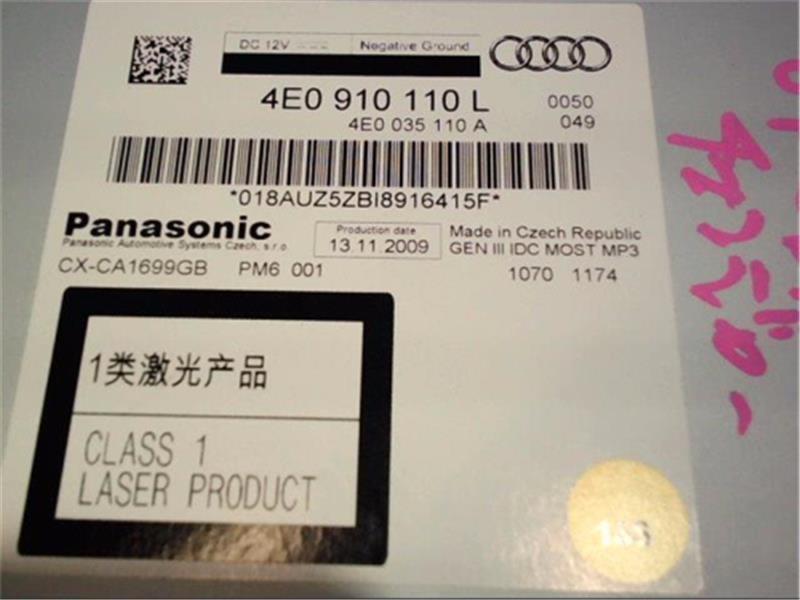 DC 12V
Negative Ground
4E0 910 110 L 0050
4E0 035 110 A 049
*018AUZ5ZBI8916415F*
Panasonic
Panasonic Automotive Systems Czech, s.r.o.
Production date
13.11.2009
Made in Czech Republic
GEN III IDC MOST MP3
CX-CA1699GB PM6 001 1070 1174
1类激光产品
CLASS 1
LASER PRODUCT